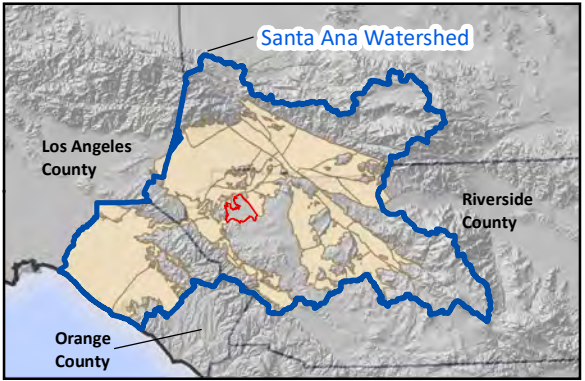 Santa Ana Watershed
Los Angeles
County
Riverside
County
Orange
County